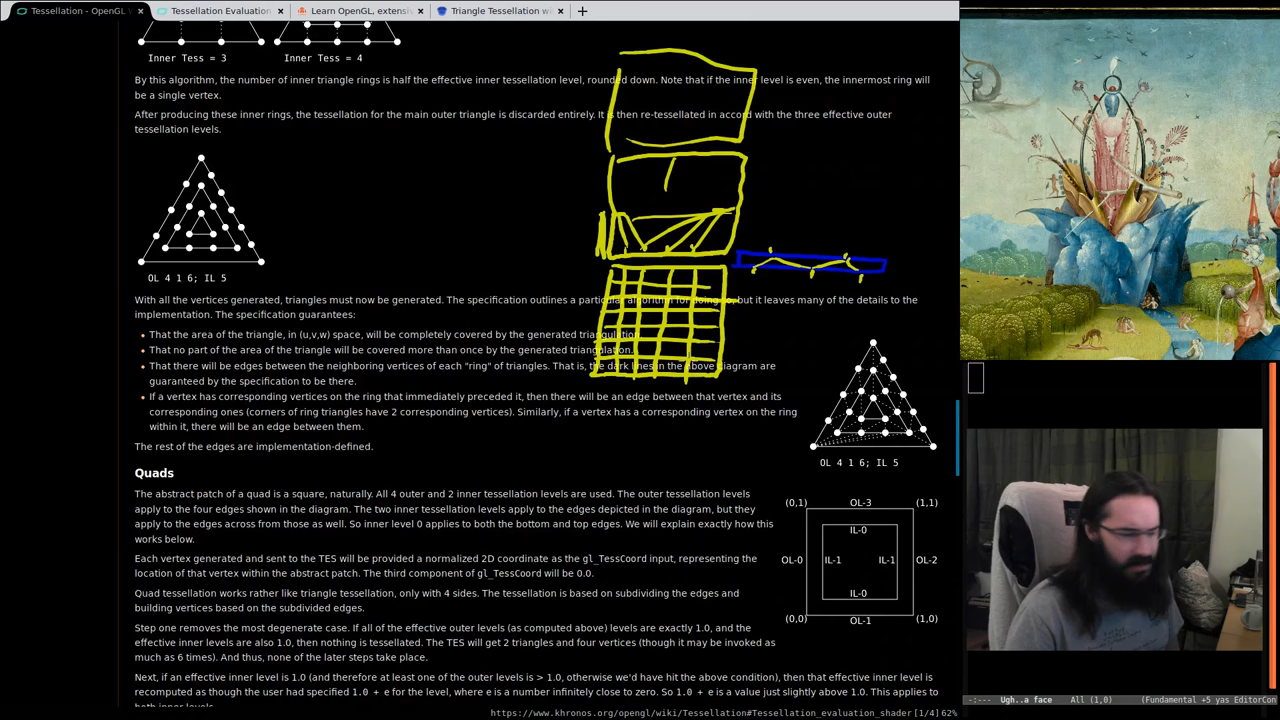 Tessellation - OpenGL
Tessellation Evaluation
Learn OpenGL, extensi
Triangle Tessellation wi
Inner Tess = 3
Inner Tess = 4
By this algorithm, the number of inner triangle rings is half the effective inner tessellation level, rounded down. Note that if the inner level is even, the innermost ring will
be a single vertex.
After producing these inner rings, the tessellation for the main outer triangle is discarded entirely. It is then re-tessellated in accord with the three effective outer
tessellation levels.
OL 4 1 6; IL 5
With all the vertices generated, triangles must now be generated. The specification outlines a particular algorithm for doing so, but it leaves many of the details to the
implementation. The specification guarantees:
That the area of the triangle, in (u,v,w) space, will be completely covered by the generated triangulation.
That no part of the area of the triangle will be covered more than once by the generated triangulation.
That there will be edges between the neighboring vertices of each "ring" of triangles. That is, the dark lines in the above diagram are
guaranteed by the specification to be there.
If a vertex has corresponding vertices on the ring that immediately preceded it, then there will be an edge between that vertex and its
corresponding ones (corners of ring triangles have 2 corresponding vertices). Similarly, if a vertex has a corresponding vertex on the ring
within it, there will be an edge between them.
The rest of the edges are implementation-defined.
OL 4 1 6; IL 5
Quads
The abstract patch of a quad is a square, naturally. All 4 outer and 2 inner tessellation levels are used. The outer tessellation levels
apply to the four edges shown in the diagram. The two inner tessellation levels apply to the edges depicted in the diagram, but they
apply to the edges across from those as well. So inner level 0 applies to both the bottom and top edges. We will explain exactly how this
works below.
Each vertex generated and sent to the TES will be provided a normalized 2D coordinate as the gl_TessCoord input, representing the
location of that vertex within the abstract patch. The third component of gl_TessCoord will be 0.0.
Quad tessellation works rather like triangle tessellation, only with 4 sides. The tessellation is based on subdividing the edges and
building vertices based on the subdivided edges.
Step one removes the most degenerate case. If all of the effective outer levels (as computed above) levels are exactly 1.0, and the
effective inner levels are also 1.0, then nothing is tessellated. The TES will get 2 triangles and four vertices (though it may be invoked as
much as 6 times). And thus, none of the later steps take place.
Next, if an effective inner level is 1.0 (and therefore at least one of the outer levels is > 1.0, otherwise we'd have hit the above condition), then that effective inner level is
recomputed as though the user had specified 1.0 + e for the level, where e is a number infinitely close to zero. So 1.0 + e is a value just slightly above 1.0. This applies to
both inner levels.
(0,1) OL-3 (1,1)
IL-0
OL-0 IL-1 IL-1 OL-2
IL-0
(0,0) OL-1 (1,0)
https://www.khronos.org/opengl/wiki/Tessellation#Tessellation_evaluation_shader [1/4] 62%
-:--- Ugh..a face All (1,0) (Fundamental +5 yas EditorCon